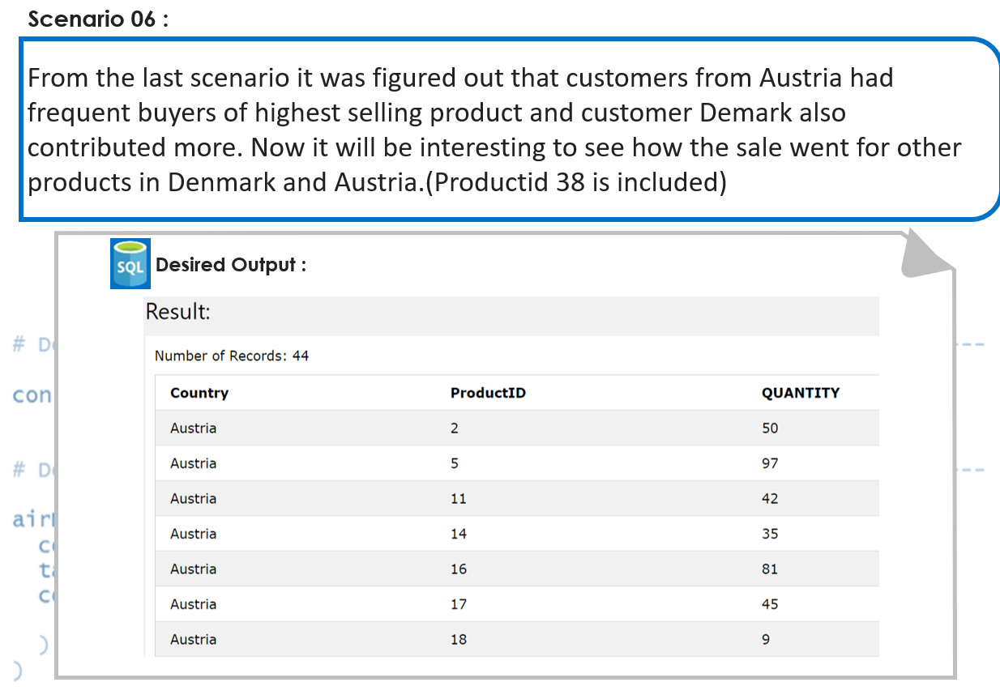 Scenario 06 :
From the last scenario it was figured out that customers from Austria had
frequent buyers of highest selling product and customer Demark also
contributed more. Now it will be interesting to see how the sale went for other
products in Denmark and Austria.(Productid 38 is included)
SQL Desired Output :
Result:
Number of Records: 44
Country ProductID QUANTITY
Austria 2 50
Austria 5 97
Austria 11 42
Austria 14 35
Austria 16 81
Austria 17 45
Austria 18 9